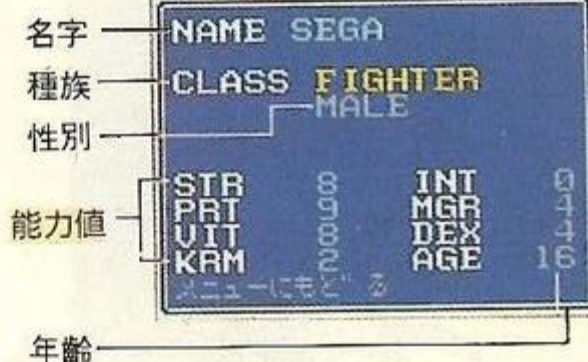 名字
種族
性別
能力値
年齢
NAME SEGA
CLASS FIGHTER
MALE
STR 8 INT 0
PRT 9 MGR 4
VIT 8 DEX 4
KRM 2 AGE 16
メニューにもどる